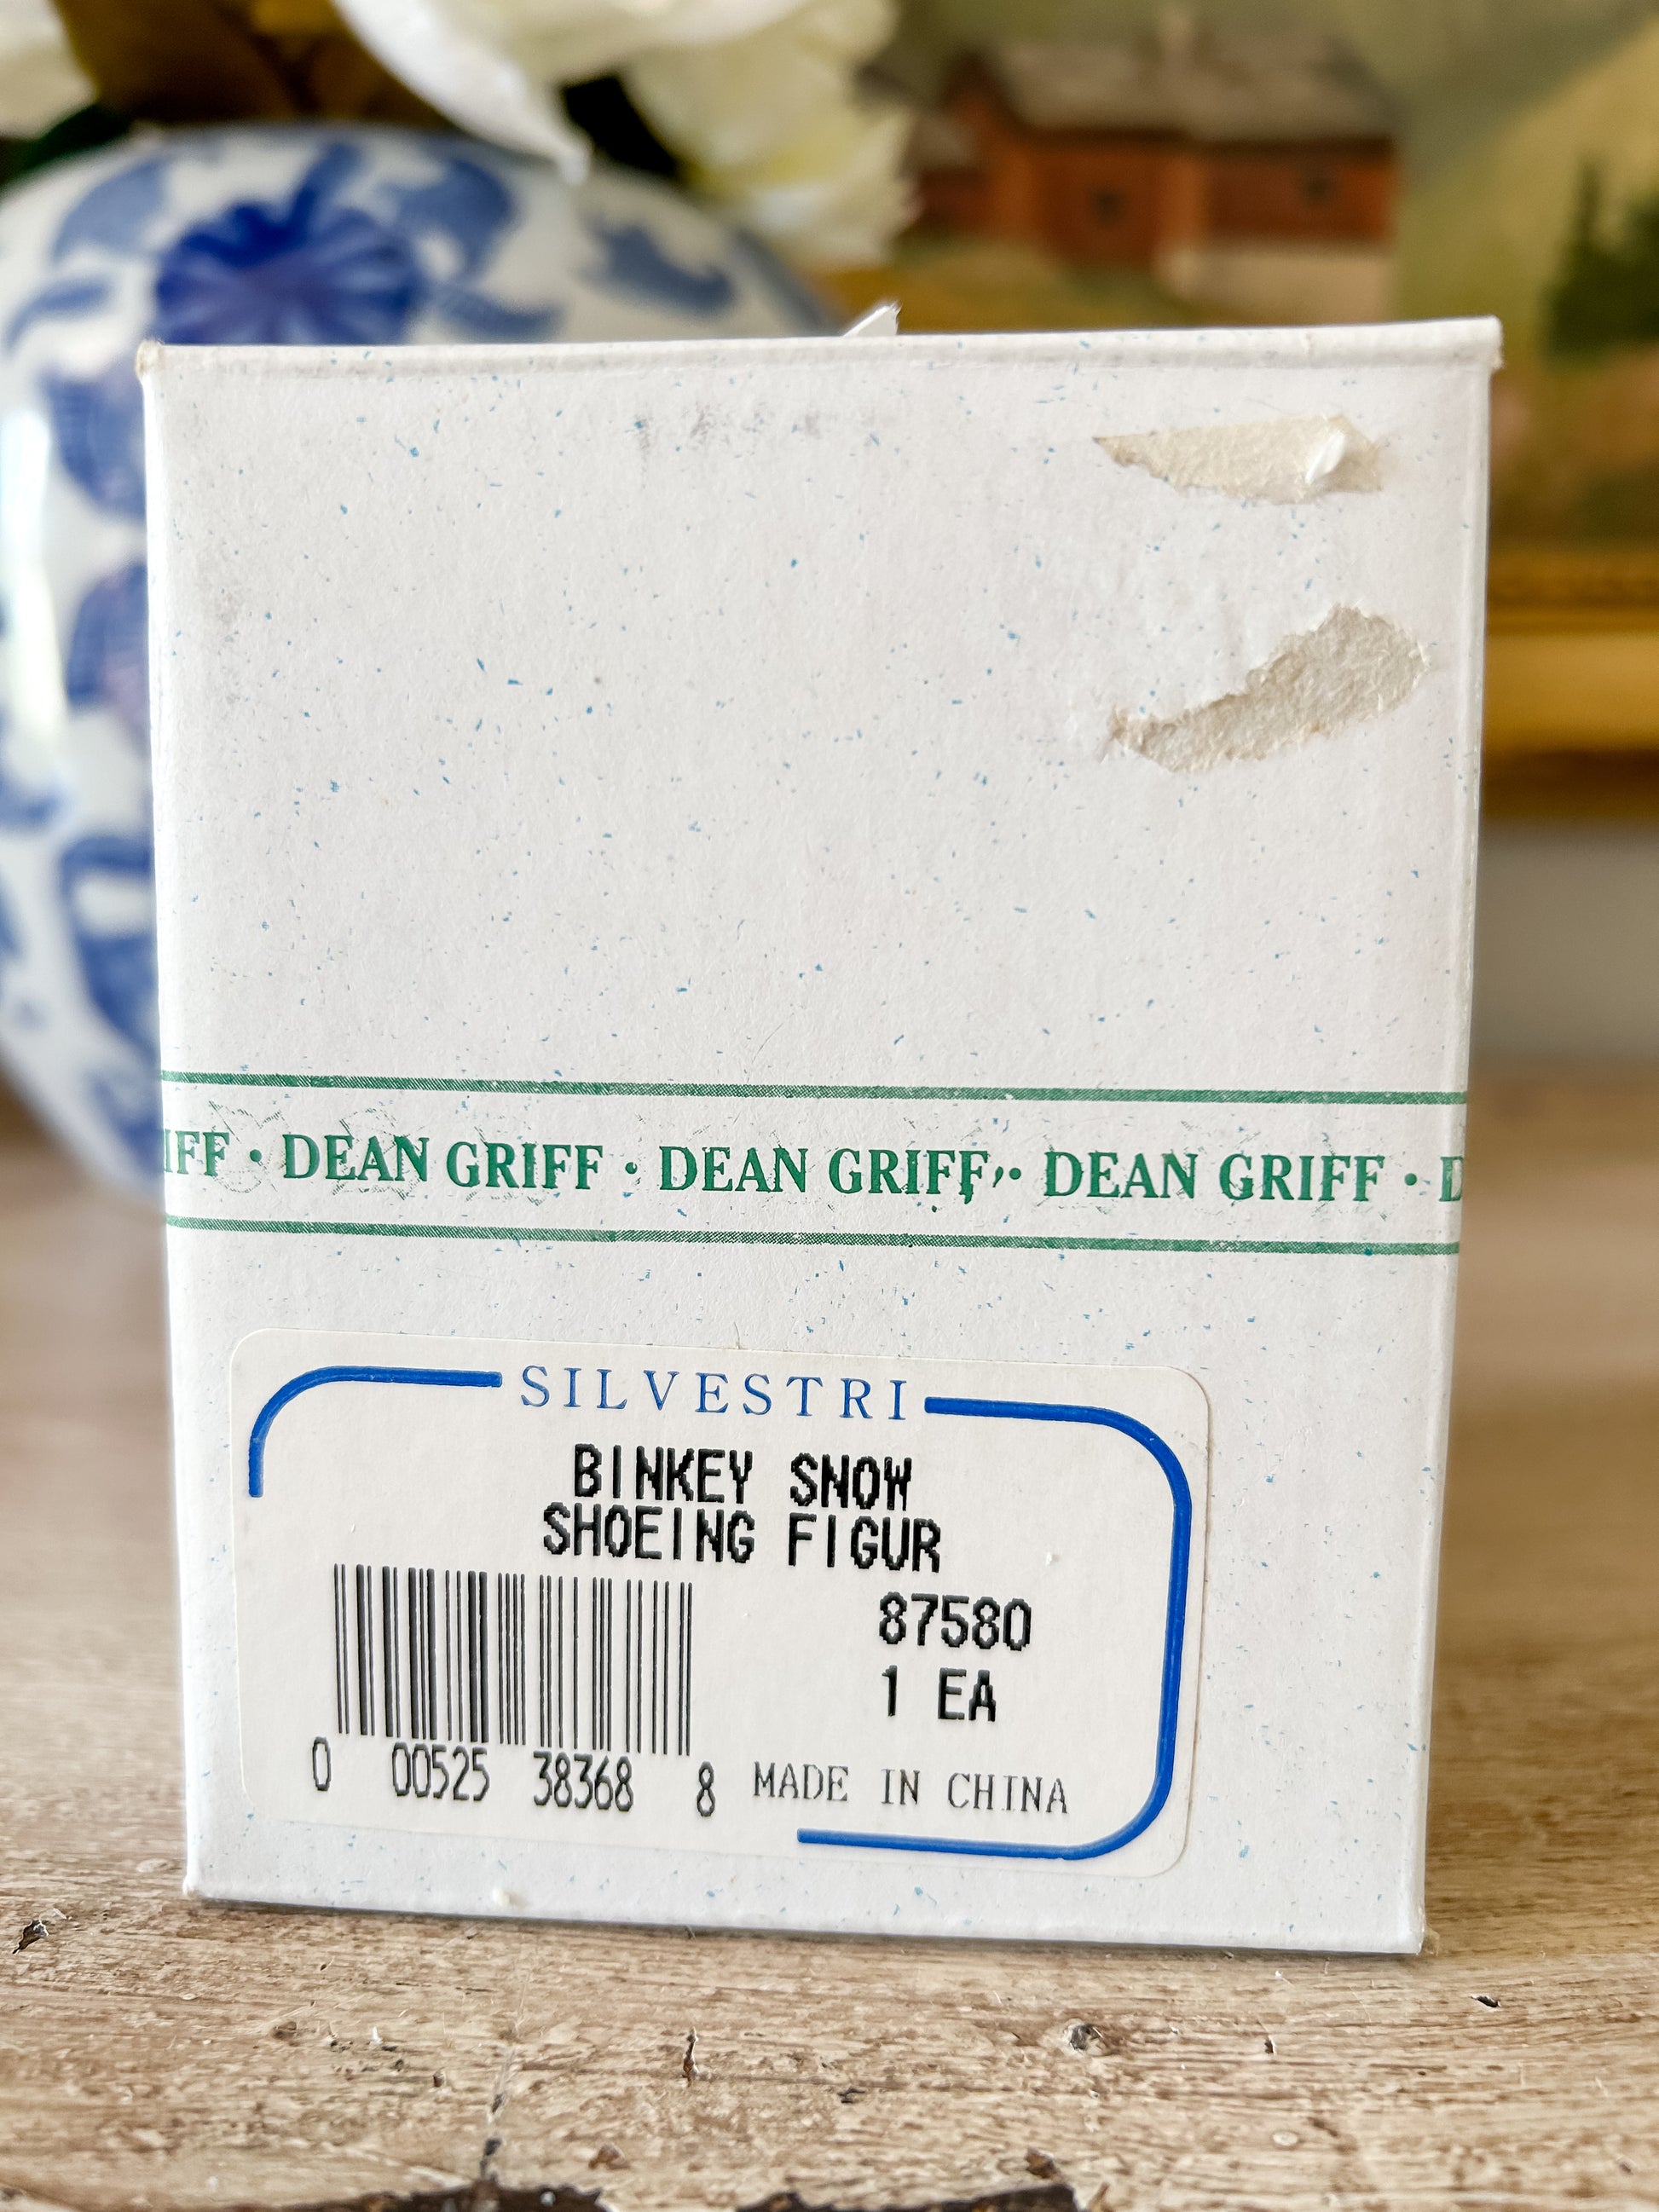 IFF • DEAN GRIFF • DEAN GRIFF • DEAN GRIFF • D
SILVESTRI
BINKEY SNOW
SHOEING FIGUR
87580
1 EA
0 00525 38368 8
MADE IN CHINA